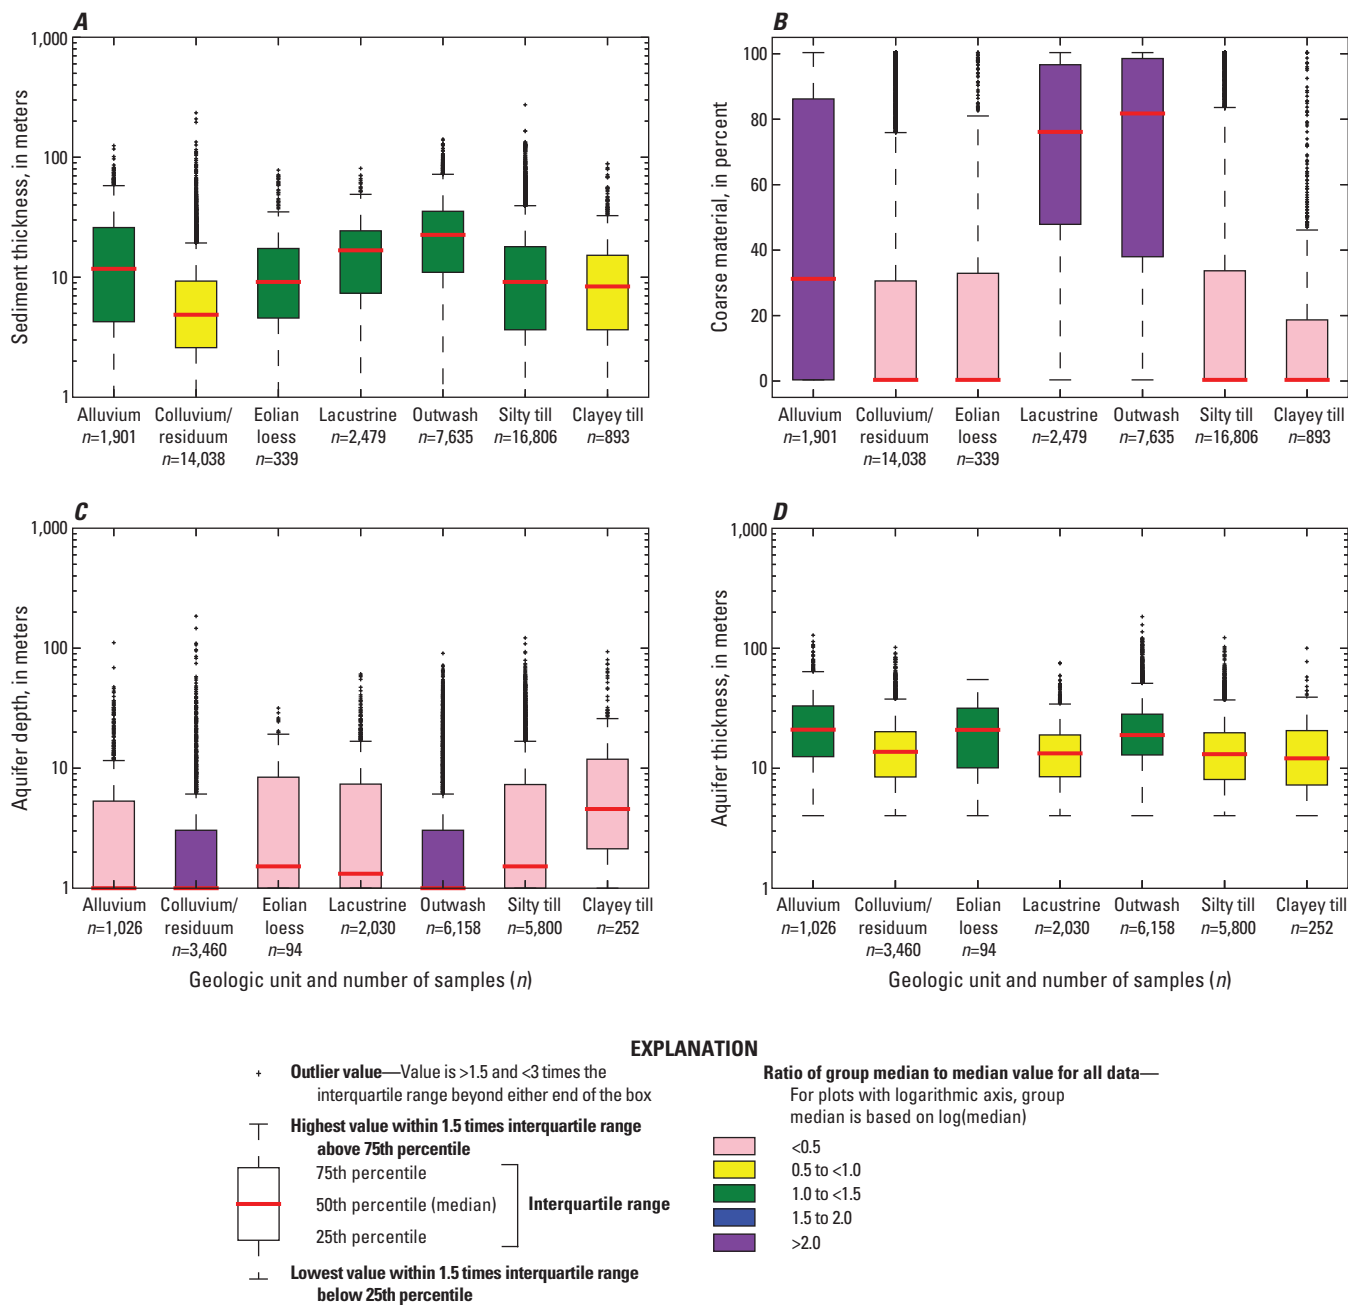 A
1,000
100
10
1
Sediment thickness, in meters
Alluvium
n=1,901
Colluvium/
residuum
n=14,038
Eolian
loess
n=339
Lacustrine
n=2,479
Outwash
n=7,635
Silty till
n=16,806
Clayey till
n=893
B
100
80
60
40
20
0
Coarse material, in percent
Alluvium
n=1,901
Colluvium/
residuum
n=14,038
Eolian
loess
n=339
Lacustrine
n=2,479
Outwash
n=7,635
Silty till
n=16,806
Clayey till
n=893
C
1,000
100
10
1
Aquifer depth, in meters
Alluvium
n=1,026
Colluvium/
residuum
n=3,460
Eolian
loess
n=94
Lacustrine
n=2,030
Outwash
n=6,158
Silty till
n=5,800
Clayey till
n=252
Geologic unit and number of samples (n)
D
1,000
100
10
1
Aquifer thickness, in meters
Alluvium
n=1,026
Colluvium/
residuum
n=3,460
Eolian
loess
n=94
Lacustrine
n=2,030
Outwash
n=6,158
Silty till
n=5,800
Clayey till
n=252
Geologic unit and number of samples (n)
EXPLANATION
Outlier value—Value is >1.5 and <3 times the
interquartile range beyond either end of the box
Highest value within 1.5 times interquartile range
above 75th percentile
75th percentile
50th percentile (median)
25th percentile
Interquartile range
Lowest value within 1.5 times interquartile range
below 25th percentile
Ratio of group median to median value for all data—
For plots with logarithmic axis, group
median is based on log(median)
<0.5
0.5 to <1.0
1.0 to <1.5
1.5 to 2.0
>2.0